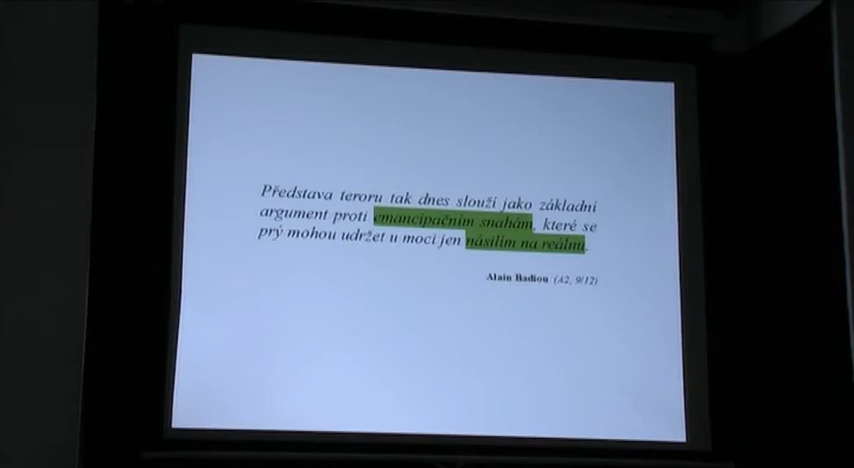 Představa teroru tak dnes slouží jako základní
argument proti emancipačním snahám, které se
prý mohou udržet u moci jen násilím na reálnu.
Alain Badiou (A2, 9/12)